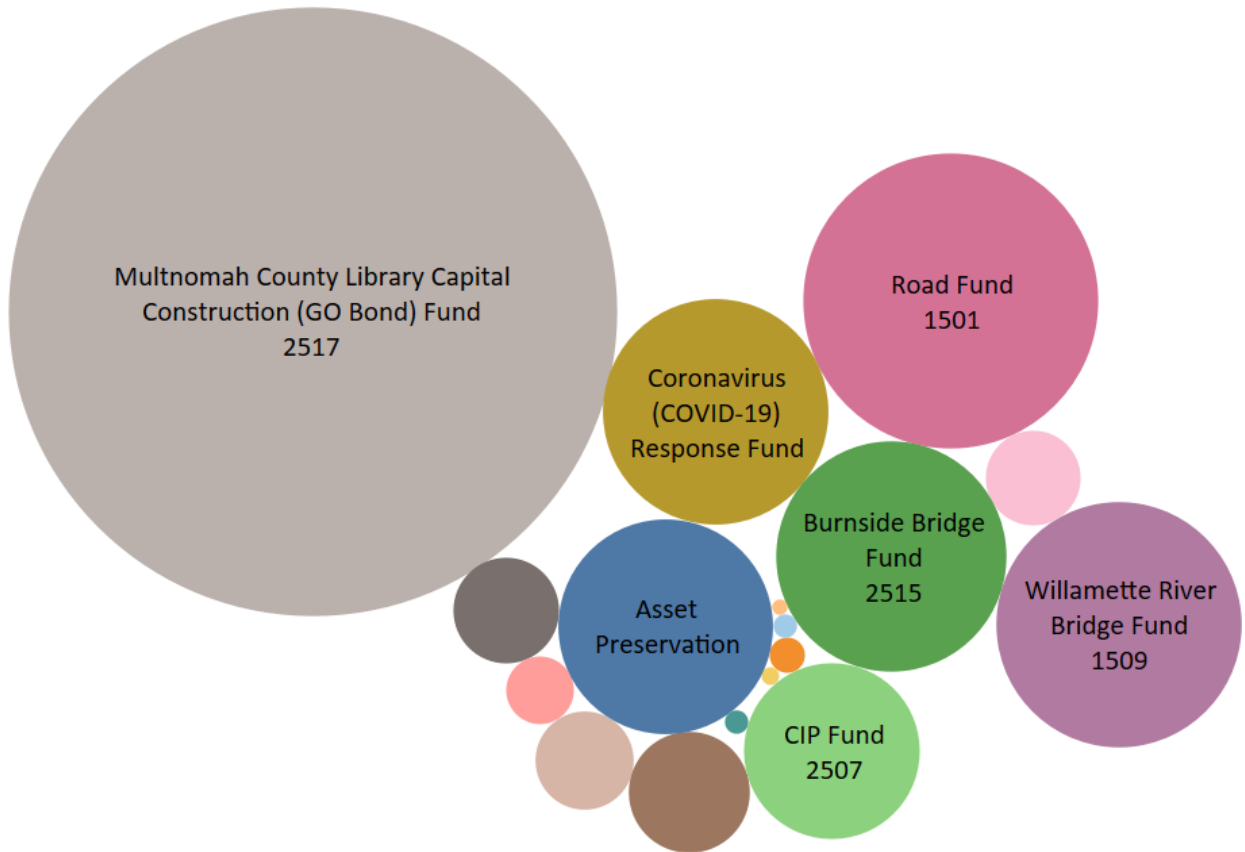 Multnomah County Library Capital
Construction (GO Bond) Fund
2517
Road Fund
1501
Coronavirus
(COVID-19)
Response Fund
Burnside Bridge
Fund
2515
Willamette River
Bridge Fund
1509
Asset
Preservation
CIP Fund
2507